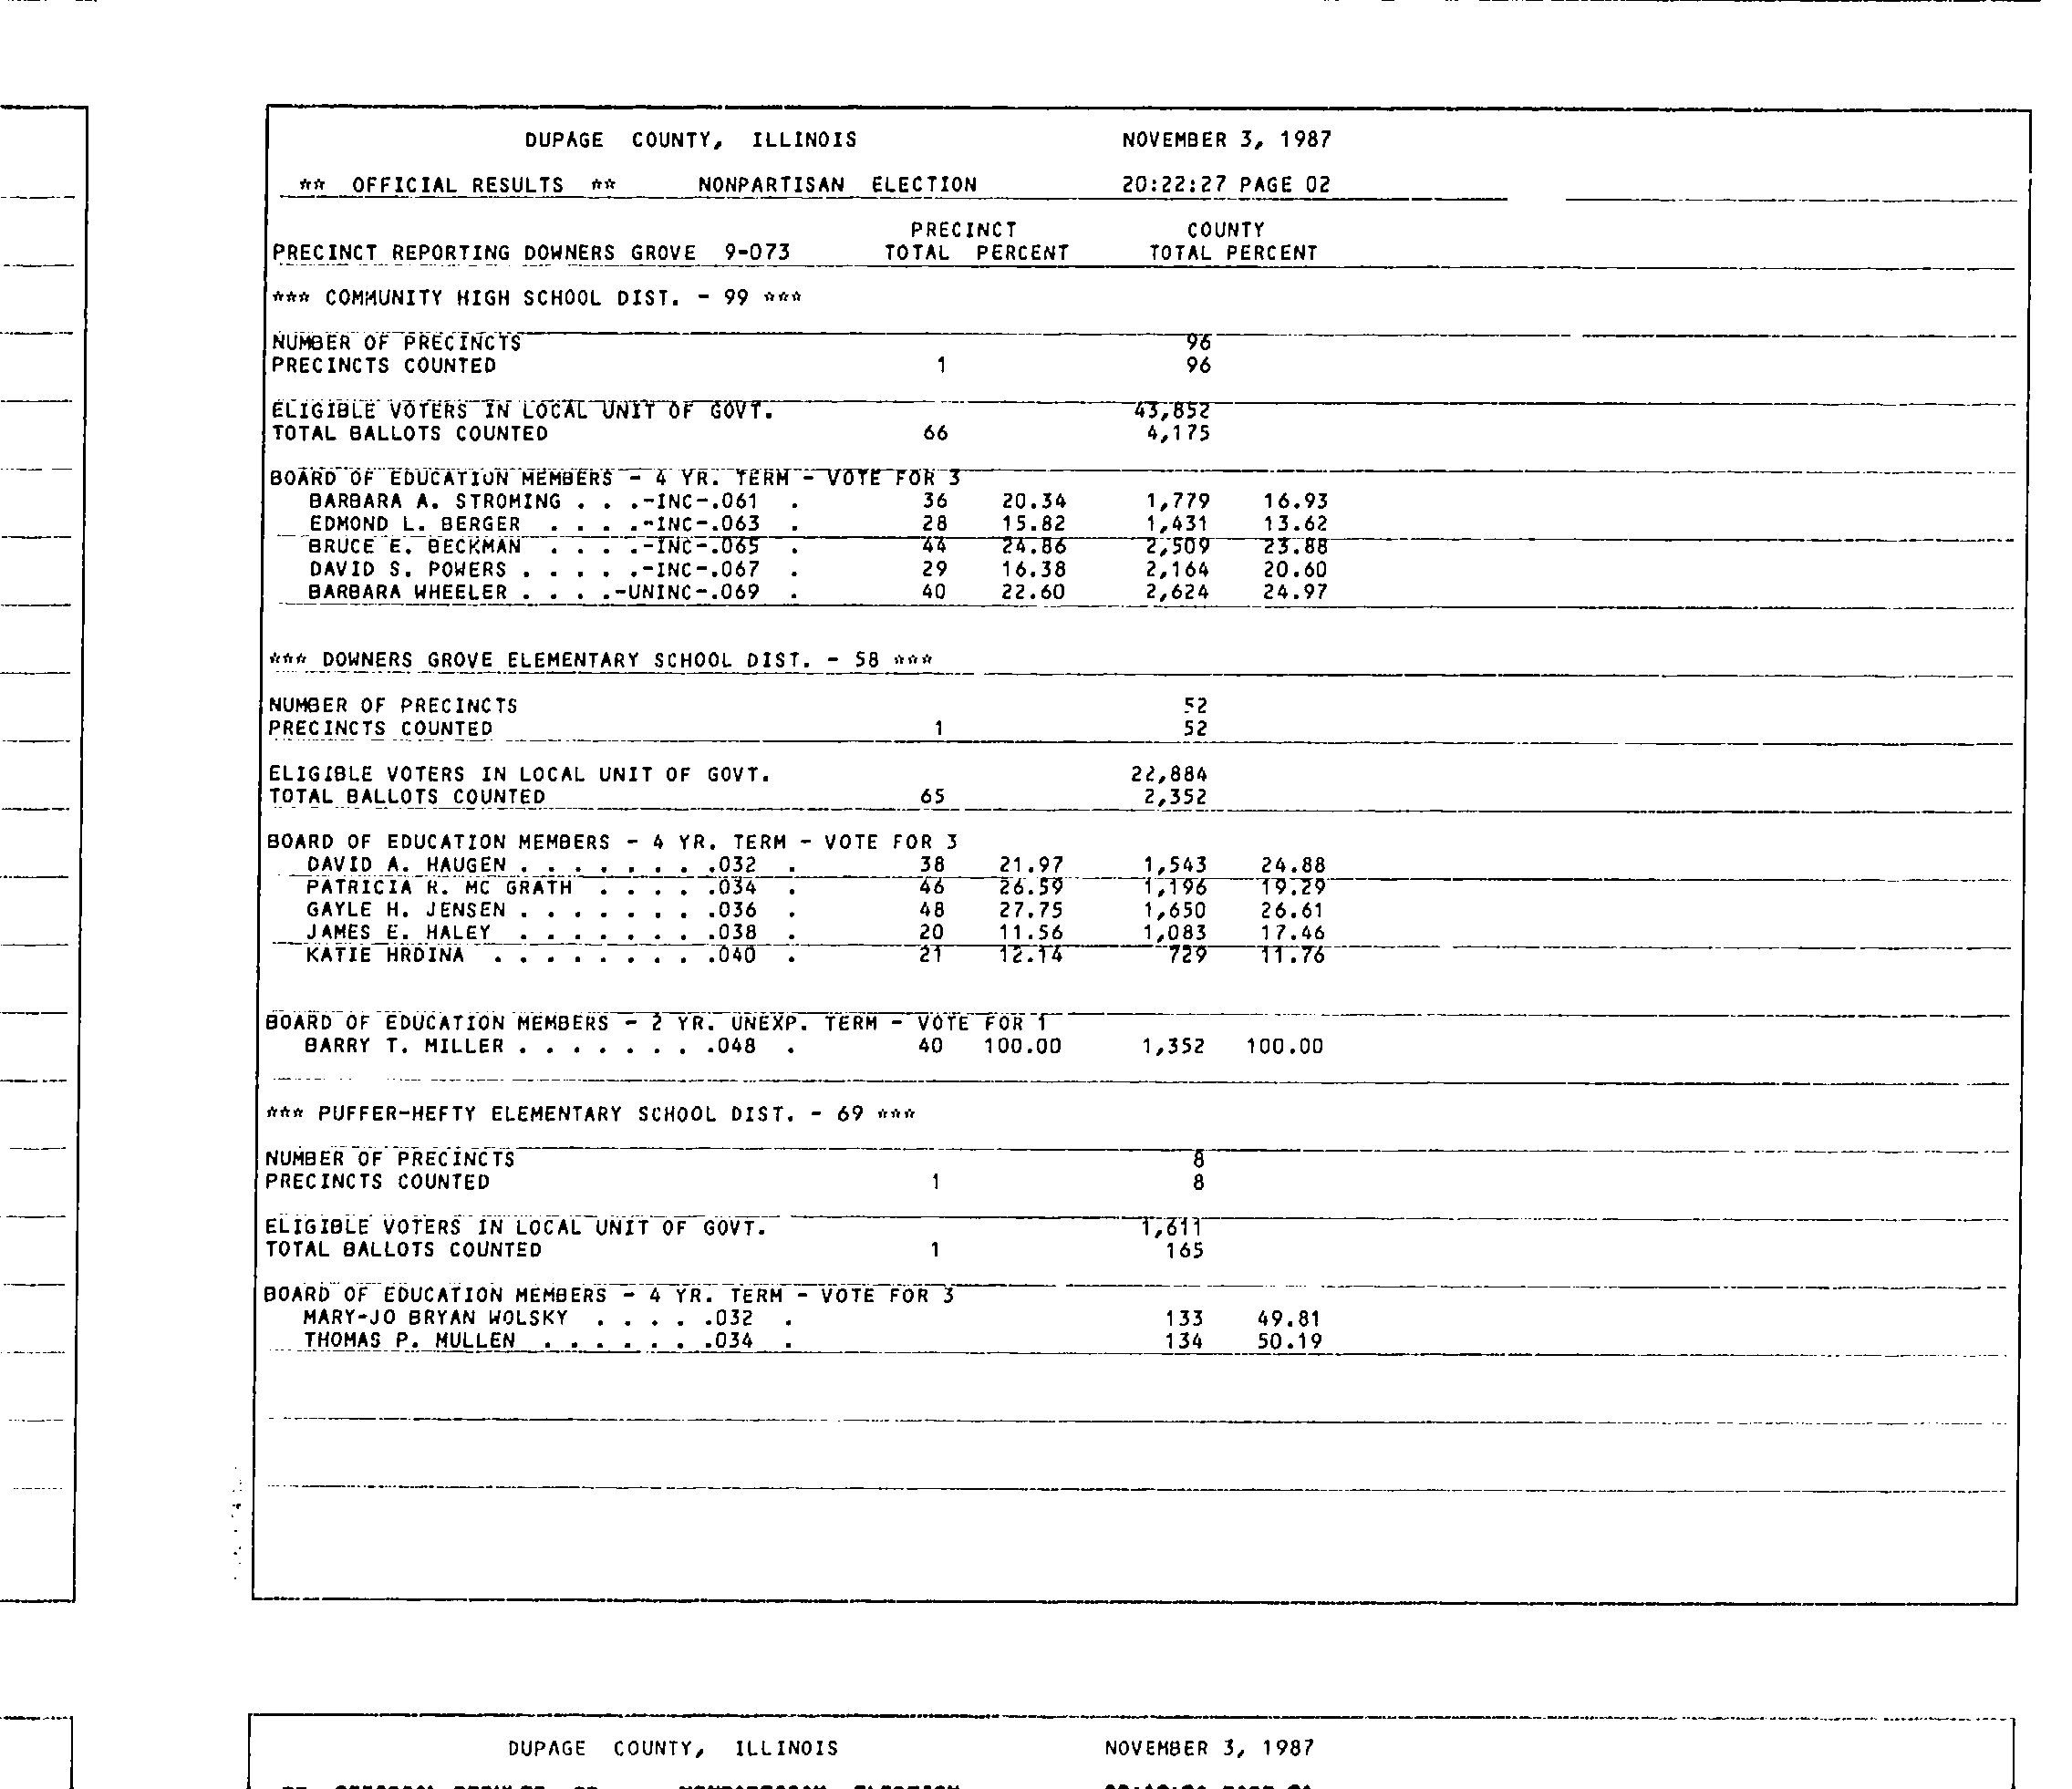 DUPAGE COUNTY, ILLINOIS NOVEMBER 3, 1987
** OFFICIAL RESULTS ** NONPARTISAN ELECTION 20:22:27 PAGE 02
PRECINCT COUNTY
PRECINCT REPORTING DOWNERS GROVE 9-073 TOTAL PERCENT TOTAL PERCENT
*** COMMUNITY HIGH SCHOOL DIST. - 99 ***
NUMBER OF PRECINCTS 96
PRECINCTS COUNTED 1 96
ELIGIBLE VOTERS IN LOCAL UNIT OF GOVT. 43,852
TOTAL BALLOTS COUNTED 66 4,175
BOARD OF EDUCATION MEMBERS - 4 YR. TERM - VOTE FOR 3
BARBARA A. STROMING . . .-INC-.061 . 36 20.34 1,779 16.93
EDMOND L. BERGER . . . .-INC-.063 . 28 15.82 1,431 13.62
BRUCE E. BECKMAN . . . .-INC-.065 . 44 24.86 2,509 23.88
DAVID S. POWERS . . . . .-INC-.067 . 29 16.38 2,164 20.60
BARBARA WHEELER . . . .-UNINC-.069 . 40 22.60 2,624 24.97
*** DOWNERS GROVE ELEMENTARY SCHOOL DIST. - 58 ***
NUMBER OF PRECINCTS 52
PRECINCTS COUNTED 1 52
ELIGIBLE VOTERS IN LOCAL UNIT OF GOVT. 22,884
TOTAL BALLOTS COUNTED 65 2,352
BOARD OF EDUCATION MEMBERS - 4 YR. TERM - VOTE FOR 3
DAVID A. HAUGEN . . . . . . . .032 . 38 21.97 1,543 24.88
PATRICIA R. MC GRATH . . . . .034 . 46 26.59 1,196 19.29
GAYLE H. JENSEN . . . . . . . .036 . 48 27.75 1,650 26.61
JAMES E. HALEY . . . . . . . .038 . 20 11.56 1,083 17.46
KATIE HRDINA . . . . . . . . .040 . 21 12.14 729 11.76
BOARD OF EDUCATION MEMBERS - 2 YR. UNEXP. TERM - VOTE FOR 1
BARRY T. MILLER . . . . . . . .048 . 40 100.00 1,352 100.00
*** PUFFER-HEFTY ELEMENTARY SCHOOL DIST. - 69 ***
NUMBER OF PRECINCTS 8
PRECINCTS COUNTED 1 8
ELIGIBLE VOTERS IN LOCAL UNIT OF GOVT. 1,611
TOTAL BALLOTS COUNTED 1 165
BOARD OF EDUCATION MEMBERS - 4 YR. TERM - VOTE FOR 3
MARY-JO BRYAN WOLSKY . . . . .032 . 133 49.81
THOMAS P. MULLEN . . . . . . .034 . 134 50.19
DUPAGE COUNTY, ILLINOIS NOVEMBER 3, 1987